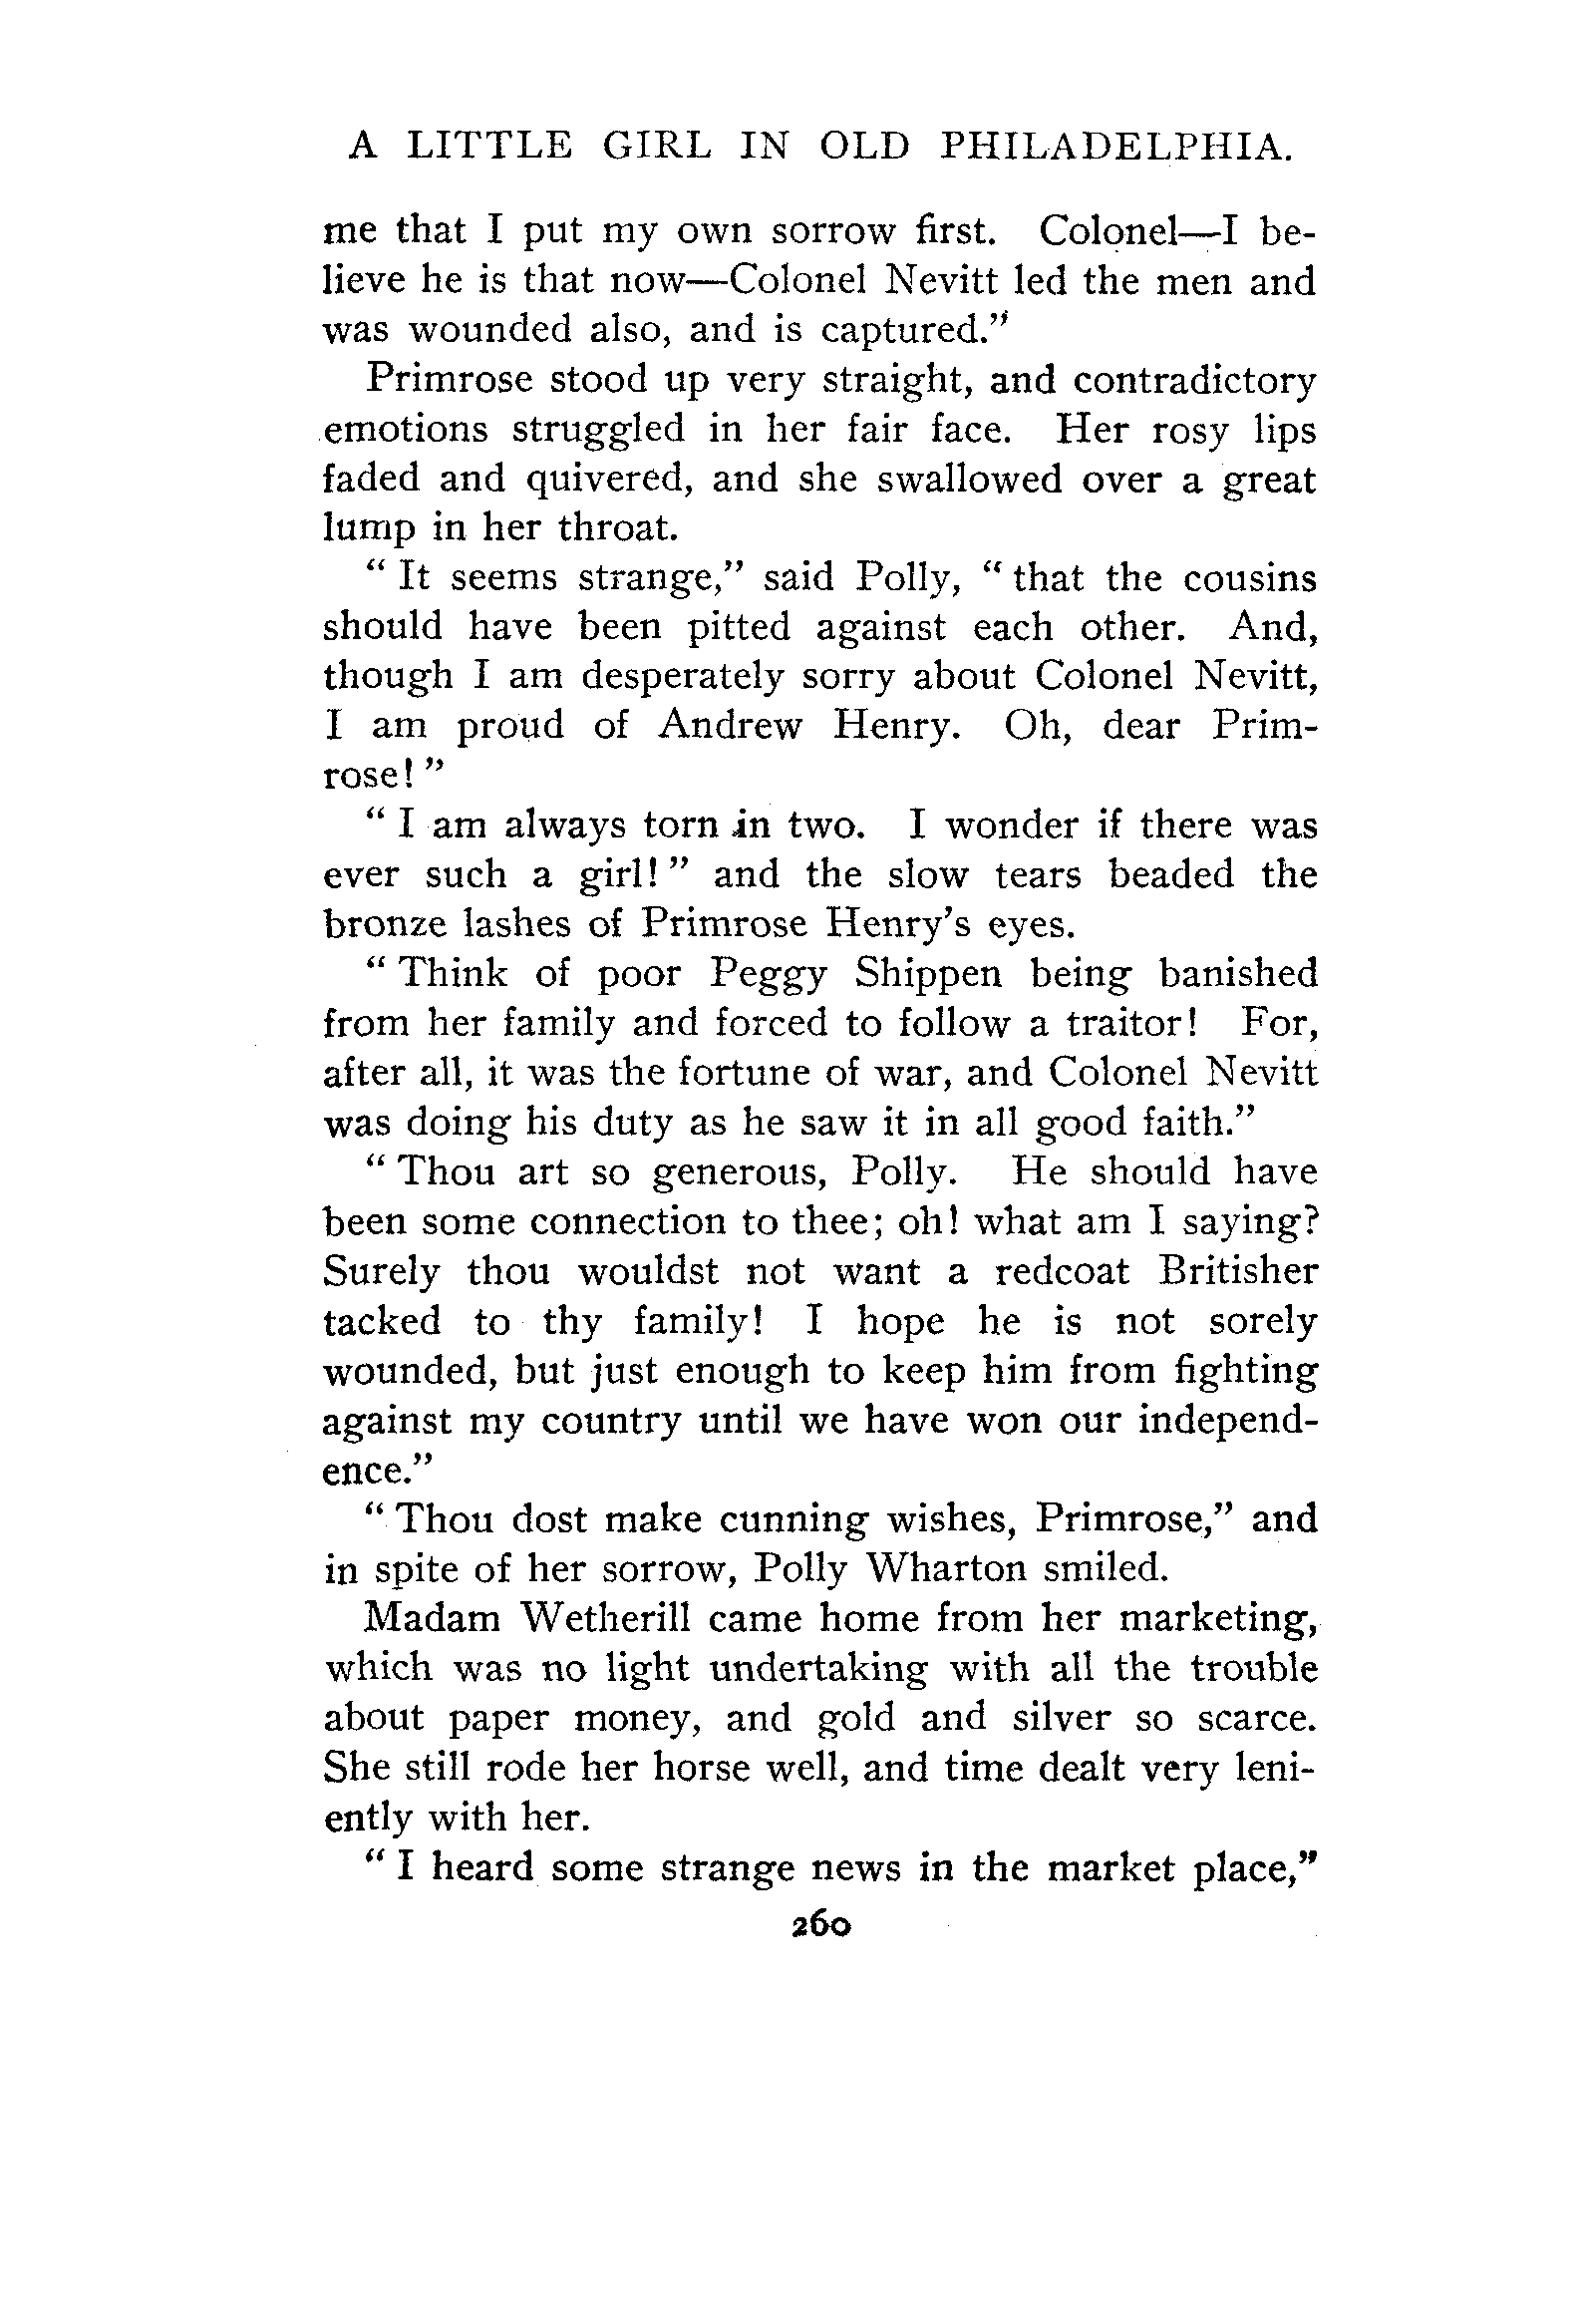 A LITTLE GIRL IN OLD PHILADELPHIA.
me that I put my own sorrow first. Colonel—I be-
lieve he is that now—Colonel Nevitt led the men and
was wounded also, and is captured."
Primrose stood up very straight, and contradictory
emotions struggled in her fair face. Her rosy lips
faded and quivered, and she swallowed over a great
lump in her throat.
“ It seems strange,” said Polly, “ that the cousins
should have been pitted against each other. And,
though I am desperately sorry about Colonel Nevitt,
I am proud of Andrew Henry. Oh, dear Prim-
rose! ”
“ I am always torn in two. I wonder if there was
ever such a girl! ” and the slow tears beaded the
bronze lashes of Primrose Henry’s eyes.
“ Think of poor Peggy Shippen being banished
from her family and forced to follow a traitor! For,
after all, it was the fortune of war, and Colonel Nevitt
was doing his duty as he saw it in all good faith.”
“ Thou art so generous, Polly. He should have
been some connection to thee; oh! what am I saying?
Surely thou wouldst not want a redcoat Britisher
tacked to thy family! I hope he is not sorely
wounded, but just enough to keep him from fighting
against my country until we have won our independ-
ence.”
“ Thou dost make cunning wishes, Primrose,” and
in spite of her sorrow, Polly Wharton smiled.
Madam Wetherill came home from her marketing,
which was no light undertaking with all the trouble
about paper money, and gold and silver so scarce.
She still rode her horse well, and time dealt very leni-
ently with her.
“ I heard some strange news in the market place,”
260